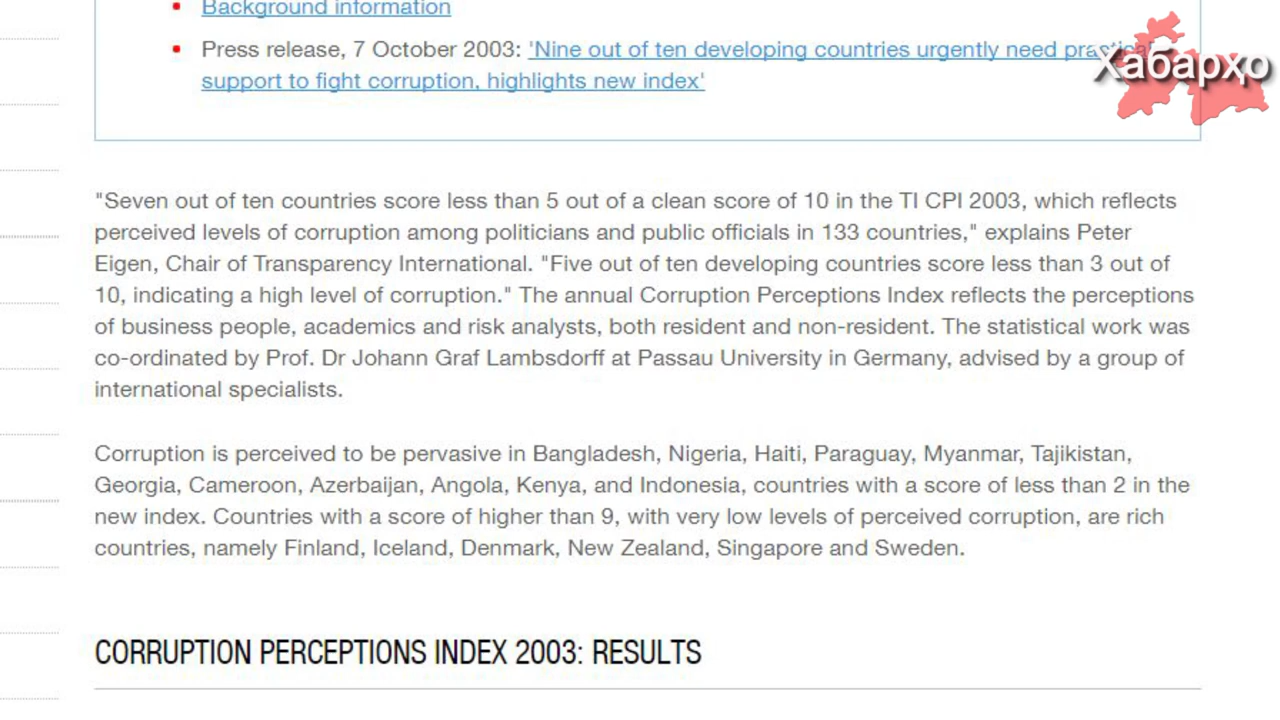 Background information
Press release, 7 October 2003: 'Nine out of ten developing countries urgently need practical
support to fight corruption, highlights new index'
Хабарҳо
"Seven out of ten countries score less than 5 out of a clean score of 10 in the TI CPI 2003, which reflects
perceived levels of corruption among politicians and public officials in 133 countries," explains Peter
Eigen, Chair of Transparency International. "Five out of ten developing countries score less than 3 out of
10, indicating a high level of corruption." The annual Corruption Perceptions Index reflects the perceptions
of business people, academics and risk analysts, both resident and non-resident. The statistical work was
co-ordinated by Prof. Dr Johann Graf Lambsdorff at Passau University in Germany, advised by a group of
international specialists.
Corruption is perceived to be pervasive in Bangladesh, Nigeria, Haiti, Paraguay, Myanmar, Tajikistan,
Georgia, Cameroon, Azerbaijan, Angola, Kenya, and Indonesia, countries with a score of less than 2 in the
new index. Countries with a score of higher than 9, with very low levels of perceived corruption, are rich
countries, namely Finland, Iceland, Denmark, New Zealand, Singapore and Sweden.
CORRUPTION PERCEPTIONS INDEX 2003: RESULTS